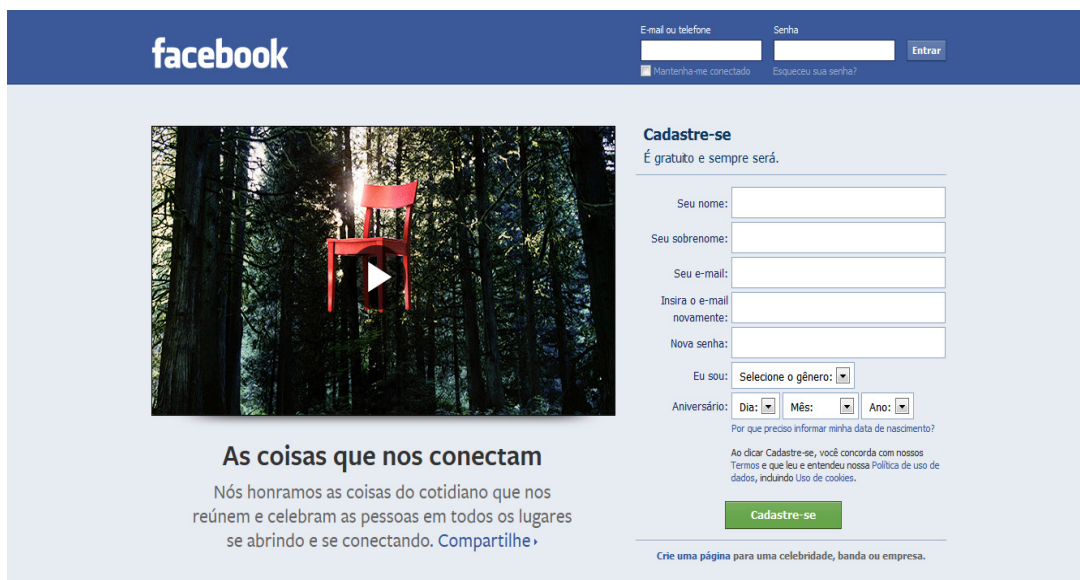 facebook
E-mail ou telefone
Senha
Entrar
Mantenha-me conectado
Esqueceu sua senha?
As coisas que nos conectam
Nós honramos as coisas do cotidiano que nos
reúnem e celebram as pessoas em todos os lugares
se abrindo e se conectando. Compartilhe
Cadastre-se
É gratuito e sempre será.
Seu nome:
Seu sobrenome:
Seu e-mail:
Insira o e-mail
novamente:
Nova senha:
Eu sou: Selecione o gênero:
Aniversário: Dia: Mês: Ano:
Por que preciso informar minha data de nascimento?
Ao clicar Cadastre-se, você concorda com nossos
Termos e que leu e entendeu nossa Política de uso de
dados, incluindo Uso de cookies.
Cadastre-se
Crie uma página para uma celebridade, banda ou empresa.